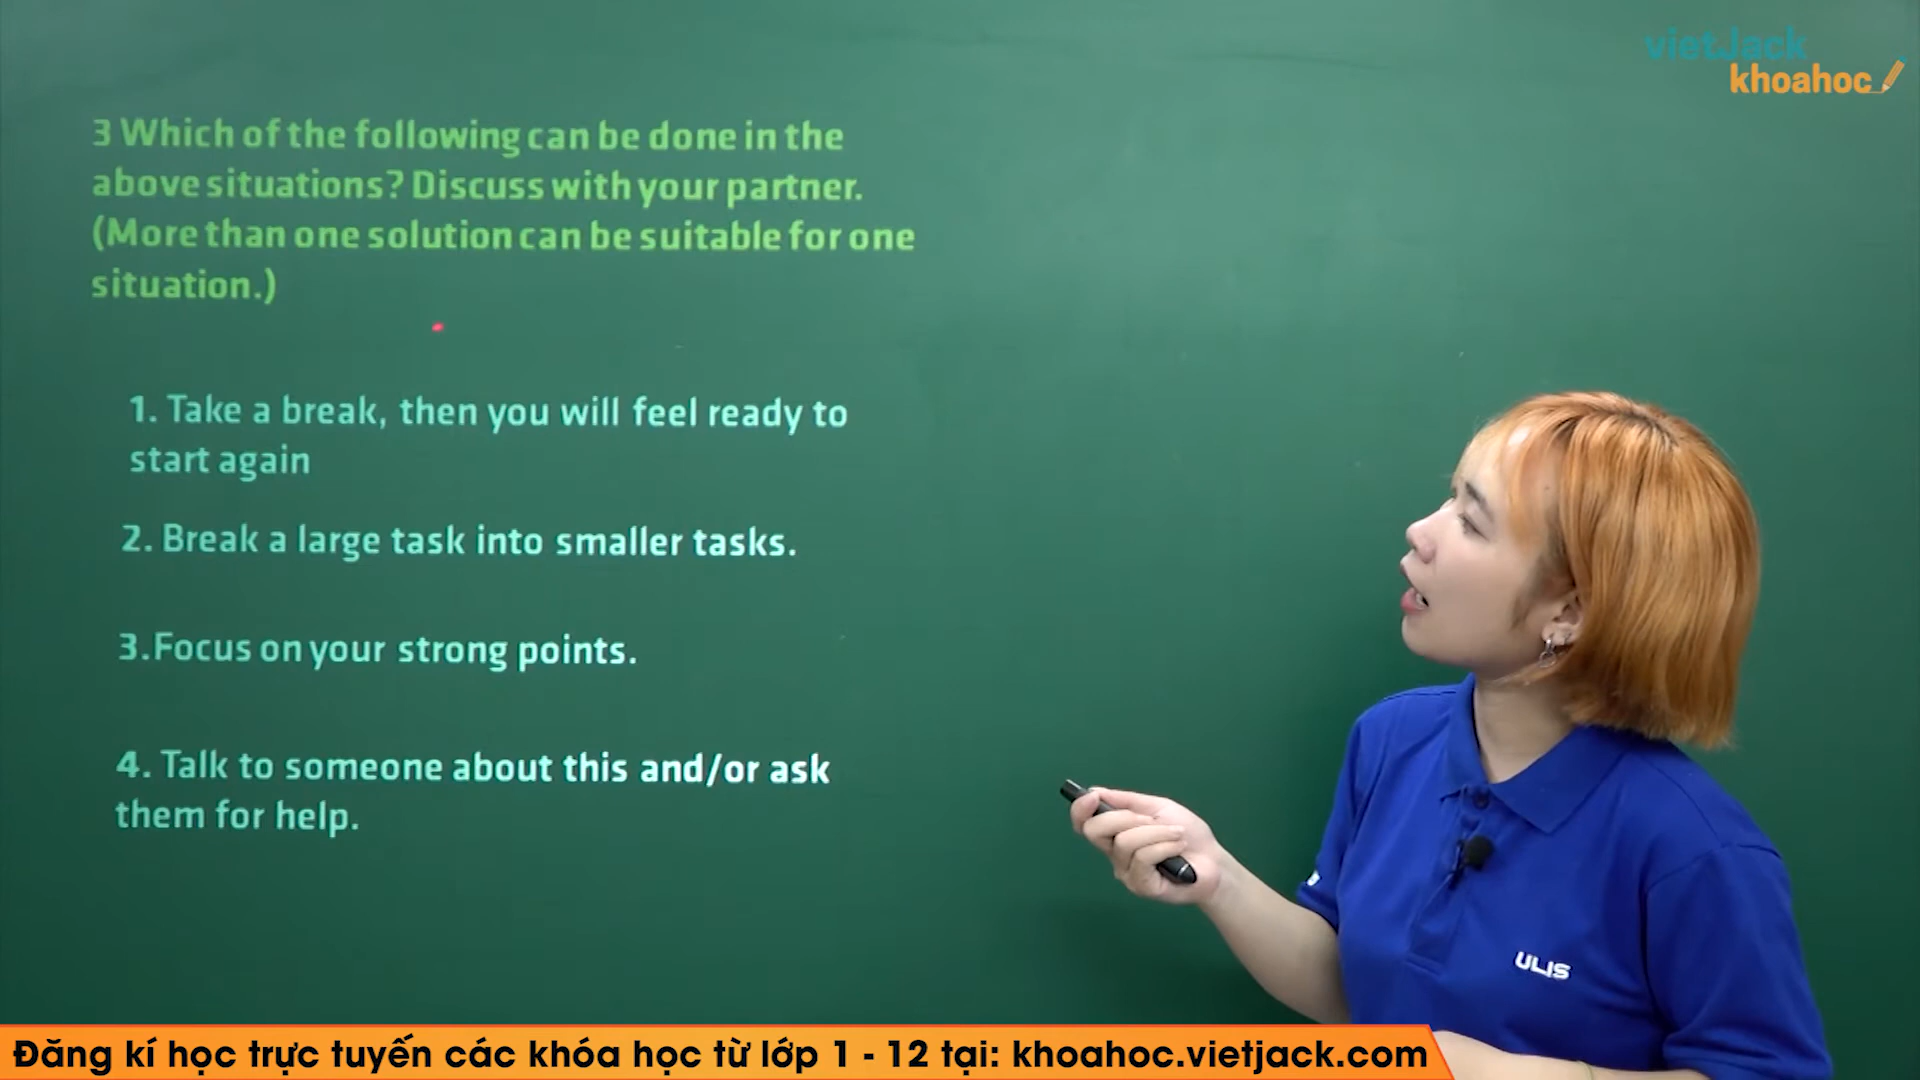 vietJack
khoahoc
3 Which of the following can be done in the
above situations? Discuss with your partner.
(More than one solution can be suitable for one
situation.)
1. Take a break, then you will feel ready to
start again
2. Break a large task into smaller tasks.
3.Focus on your strong points.
4. Talk to someone about this and/or ask
them for help.
ULIS
Đăng kí học trực tuyến các khóa học từ lớp 1 - 12 tại: khoahoc.vietjack.com